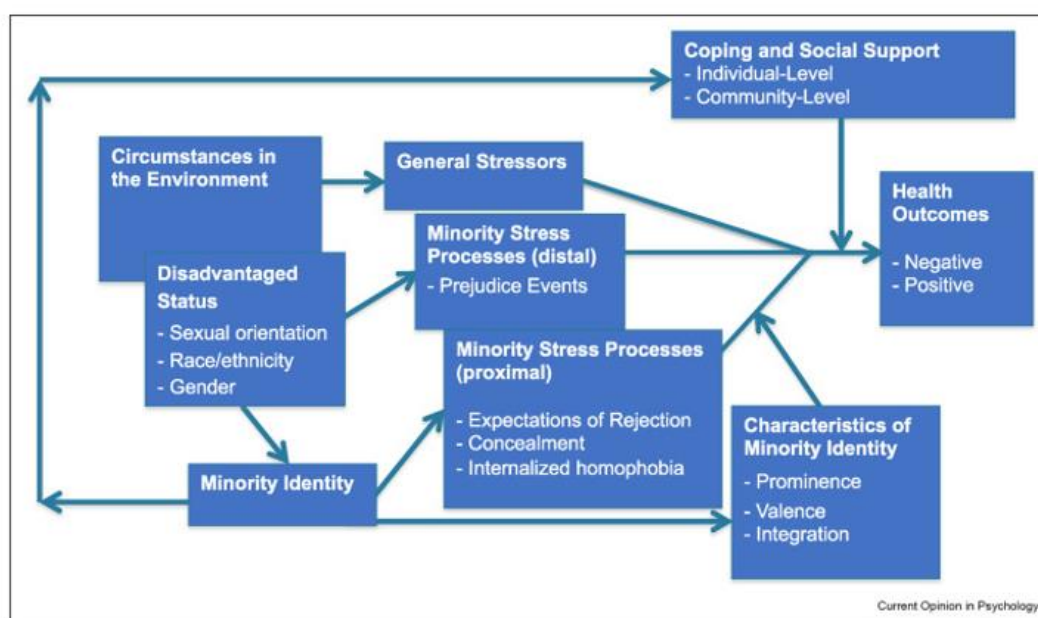 Coping and Social Support
- Individual-Level
- Community-Level
Circumstances in
the Environment
General Stressors
Health
Outcomes
- Negative
- Positive
Minority Stress
Processes (distal)
- Prejudice Events
Disadvantaged
Status
- Sexual orientation
- Race/ethnicity
- Gender
Minority Stress Processes
(proximal)
- Expectations of Rejection
- Concealment
- Internalized homophobia
Characteristics of
Minority Identity
- Prominence
- Valence
- Integration
Minority Identity
Current Opinion in Psychology